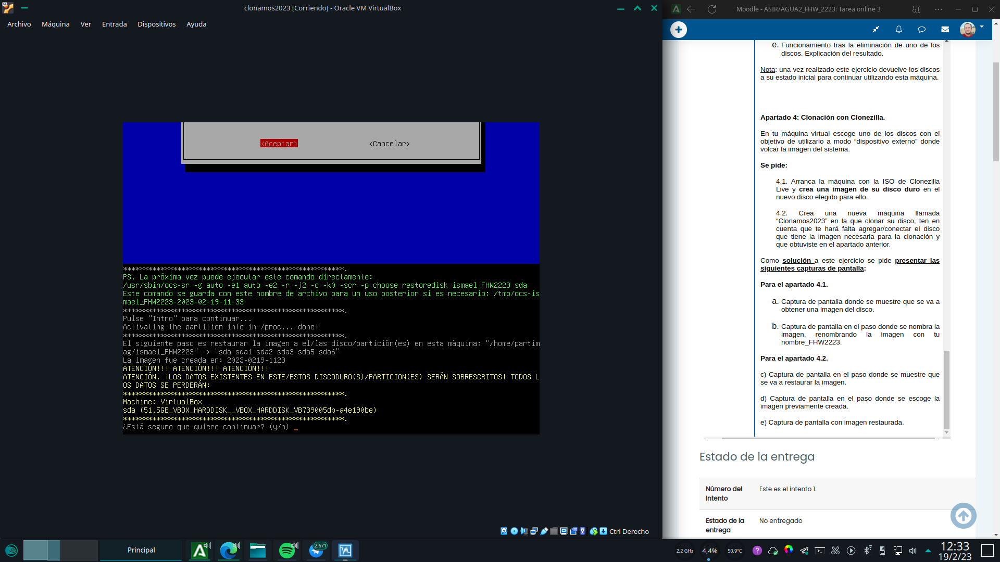 clonamos2023 [Corriendo] - Oracle VM VirtualBox
Archivo Máquina Ver Entrada Dispositivos Ayuda
<Aceptar> <Cancelar>
*****************************************************.
PS. La próxima vez puede ejecutar este comando directamente:
/usr/sbin/ocs-sr -g auto -e1 auto -e2 -r -j2 -c -k0 -scr -p choose restoredisk ismael_FHW2223 sda
Este comando se guarda con este nombre de archivo para un uso posterior si es necesario: /tmp/ocs-is
mael_FHW2223-2023-02-19-11-33
*****************************************************.
Pulse "Intro" para continuar...
Activating the partition info in /proc... done!
*****************************************************.
El siguiente paso es restaurar la imagen a el/las disco/partición(es) en esta máquina: "/home/partim
ag/ismael_FHW2223" -> "sda sda1 sda2 sda3 sda5 sda6"
La imagen fue creada en: 2023-0219-1123
ATENCIÓN!!! ATENCIÓN!!! ATENCIÓN!!!
ATENCIÓN. ¡LOS DATOS EXISTENTES EN ESTE/ESTOS DISCODURO(S)/PARTICION(ES) SERÁN SOBRESCRITOS! TODOS L
OS DATOS SE PERDERÁN:
*****************************************************.
Machine: VirtualBox
sda (51.5GB_VBOX_HARDDISK__VBOX_HARDDISK_VB739005db-a4e190be)
*****************************************************.
¿Está seguro que quiere continuar? (y/n) _
Ctrl Derecho
Moodle - ASIR/AGUA2_FHW_2223: Tarea online 3
e. Funcionamiento tras la eliminación de uno de los
discos. Explicación del resultado.
Nota: una vez realizado este ejercicio devuelve los discos
a su estado inicial para continuar utilizando esta máquina.
Apartado 4: Clonación con Clonezilla.
En tu máquina virtual escoge uno de los discos con el
objetivo de utilizarlo a modo “dispositivo externo” donde
volcar la imagen del sistema.
Se pide:
4.1. Arranca la máquina con la ISO de Clonezilla
Live y crea una imagen de su disco duro en el
nuevo disco elegido para ello.
4.2. Crea una nueva máquina llamada
“Clonamos2023” en la que clonar su disco, ten en
cuenta que te hará falta agregar/conectar el disco
que tiene la imagen necesaria para la clonación y
que obtuviste en el apartado anterior.
Como solución a este ejercicio se pide presentar las
siguientes capturas de pantalla:
Para el apartado 4.1.
a. Captura de pantalla donde se muestre que se va a
obtener una imagen del disco.
b. Captura de pantalla en el paso donde se nombra la
imagen, renombrando la imagen con tu
nombre_FHW2223.
Para el apartado 4.2.
c) Captura de pantalla en el paso donde se muestre que
se va a restaurar la imagen.
d) Captura de pantalla en el paso donde se escoge la
imagen previamente creada.
e) Captura de pantalla con imagen restaurada.
Estado de la entrega
Número del Este es el intento 1.
intento
Estado de la No entregado
entrega
Principal
2.671
2,2 GHz 4,4% 50,9°C
12:33
19/2/23